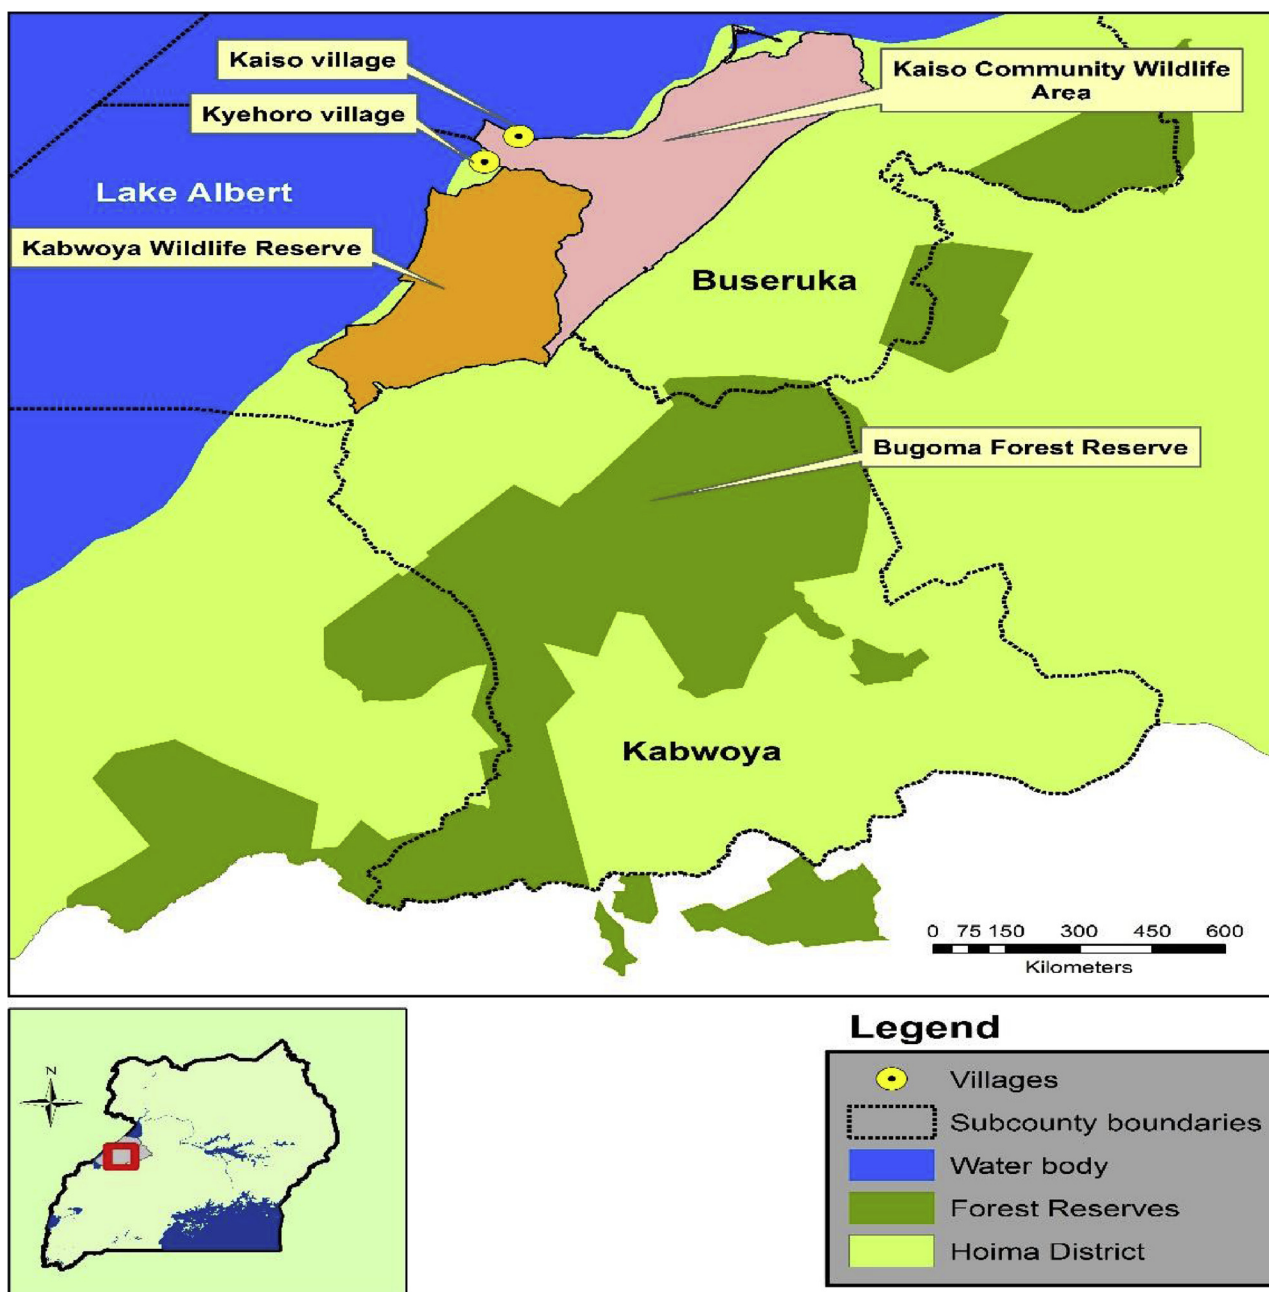 Kaiso village
Kaiso Community Wildlife
Area
Kyehoro village
Lake Albert
Kabwoya Wildlife Reserve
Buseruka
Bugoma Forest Reserve
Kabwoya
0 75 150 300 450 600
Kilometers
N
Legend
Villages
Subcounty boundaries
Water body
Forest Reserves
Hoima District